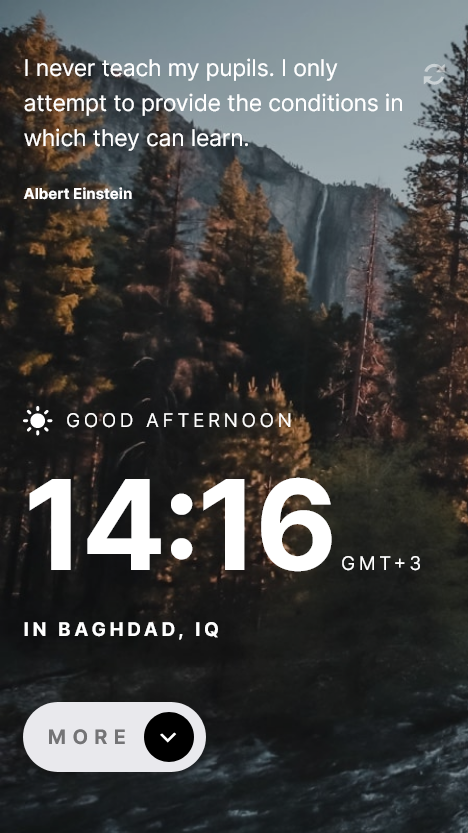 I never teach my pupils. I only
attempt to provide the conditions in
which they can learn.
Albert Einstein
GOOD AFTERNOON
14:16 GMT+3
IN BAGHDAD, IQ
MORE